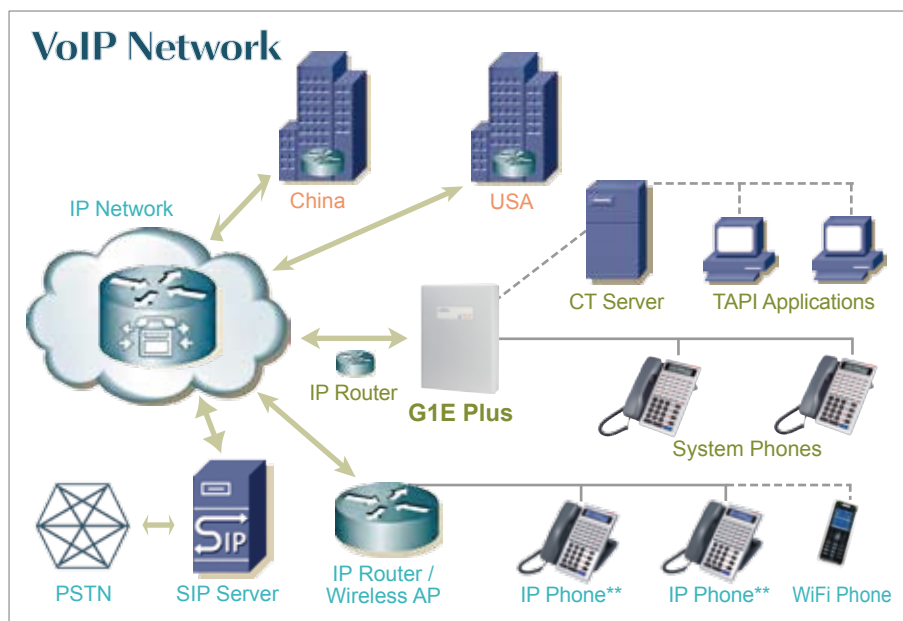 VoIP Network
China
USA
IP Network
CT Server
TAPI Applications
IP Router
G1E Plus
System Phones
SIP
PSTN
SIP Server
IP Router /
Wireless AP
IP Phone**
IP Phone**
WiFi Phone